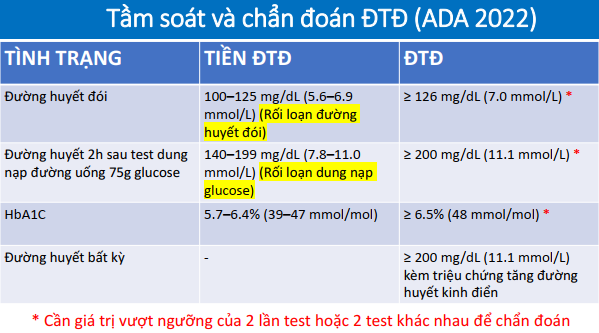 Tầm soát và chẩn đoán ĐTĐ (ADA 2022)
TÌNH TRẠNG TIỀN ĐTĐ ĐTĐ
Đường huyết đói
100–125 mg/dL (5.6–6.9
mmol/L) (Rối loạn đường
huyết đói)
≥ 126 mg/dL (7.0 mmol/L) *
Đường huyết 2h sau test dung
nạp đường uống 75g glucose
140–199 mg/dL (7.8–11.0
mmol/L) (Rối loạn dung nạp
glucose)
≥ 200 mg/dL (11.1 mmol/L) *
HbA1C
5.7–6.4% (39–47 mmol/mol)
≥ 6.5% (48 mmol/mol) *
Đường huyết bất kỳ
-
≥ 200 mg/dL (11.1 mmol/L)
kèm triệu chứng tăng đường
huyết kinh điển
* Cần giá trị vượt ngưỡng của 2 lần test hoặc 2 test khác nhau để chẩn đoán